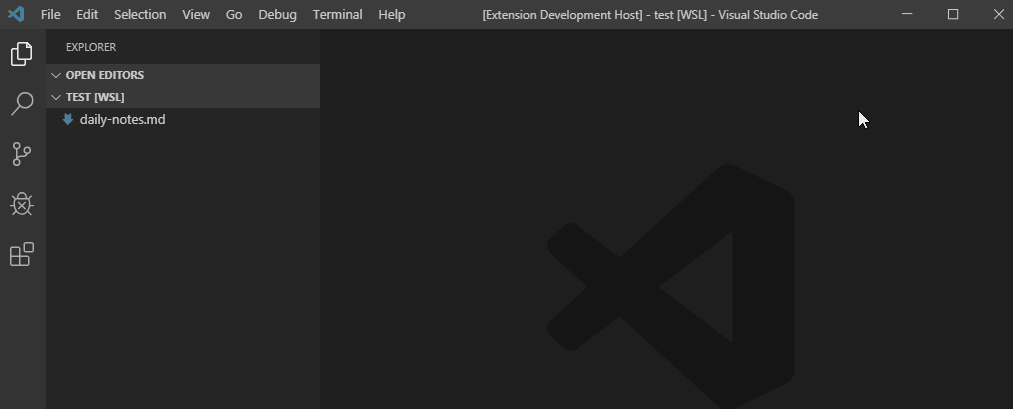 File Edit Selection View Go Debug Terminal Help [Extension Development Host] - test [WSL] - Visual Studio Code
EXPLORER
OPEN EDITORS
TEST [WSL]
daily-notes.md